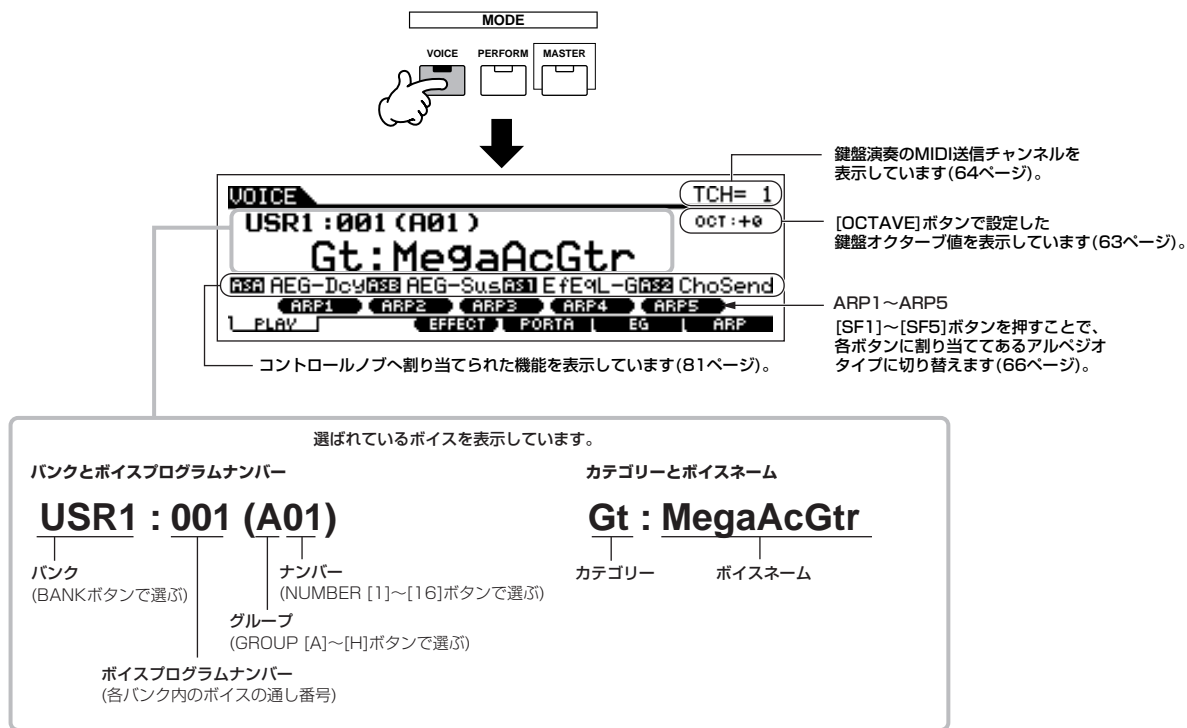 MODE
VOICE PERFORM MASTER
鍵盤演奏のMIDI送信チャンネルを
表示しています(64ページ)。
VOICE
TCH= 1
USR1:001(A01)
OCT:+0
[OCTAVE]ボタンで設定した
鍵盤オクターブ値を表示しています(63ページ)。
Gt:MegaAcGtr
ASA AEG-DcyASB AEG-SusAS1 EfEqL-GAS2 ChoSend
ARP1 ARP2 ARP3 ARP4 ARP5
ARP1～ARP5
PLAY EFFECT PORTA EG ARP
[SF1]～[SF5]ボタンを押すことで、
各ボタンに割り当ててあるアルペジオ
タイプに切り替えます(66ページ)。
コントロールノブへ割り当てられた機能を表示しています(81ページ)。
選ばれているボイスを表示しています。
バンクとボイスプログラムナンバー
カテゴリーとボイスネーム
USR1 : 001 (A01)
Gt : MegaAcGtr
バンク
(BANKボタンで選ぶ)
ナンバー
(NUMBER [1]～[16]ボタンで選ぶ)
カテゴリー
ボイスネーム
グループ
(GROUP [A]～[H]ボタンで選ぶ)
ボイスプログラムナンバー
(各バンク内のボイスの通し番号)